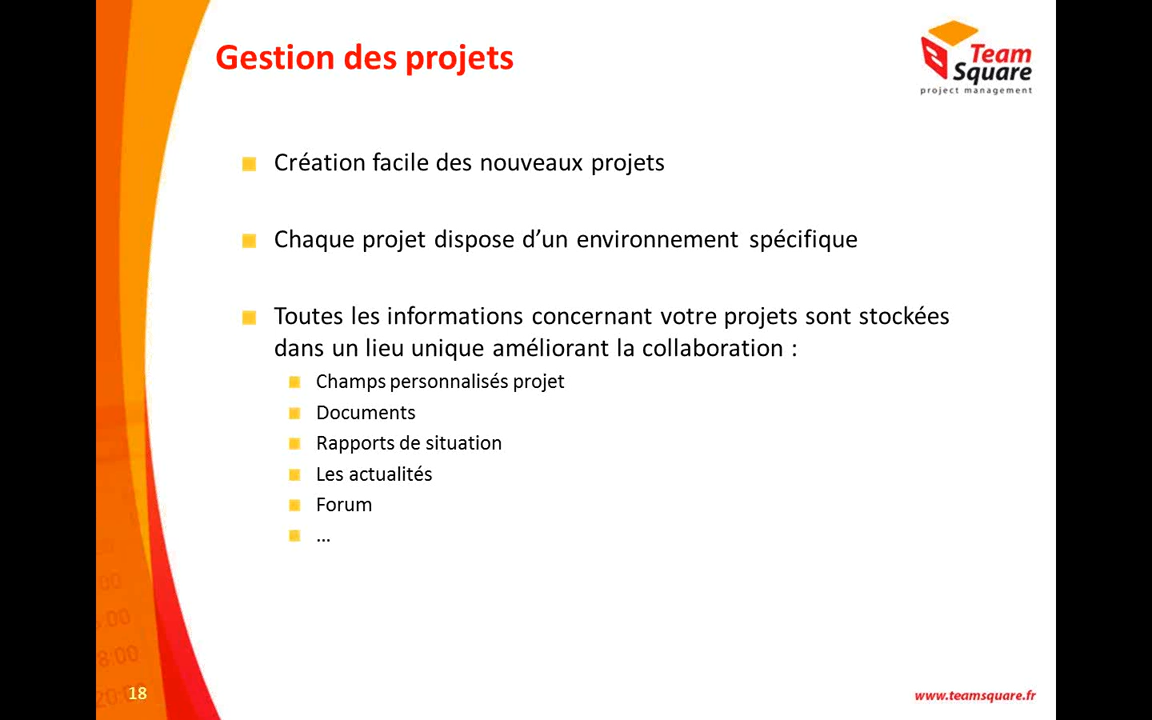 Gestion des projets
Team
Square
project management
Création facile des nouveaux projets
Chaque projet dispose d’un environnement spécifique
Toutes les informations concernant votre projets sont stockées
dans un lieu unique améliorant la collaboration :
Champs personnalisés projet
Documents
Rapports de situation
Les actualités
Forum
...
18
www.teamsquare.fr